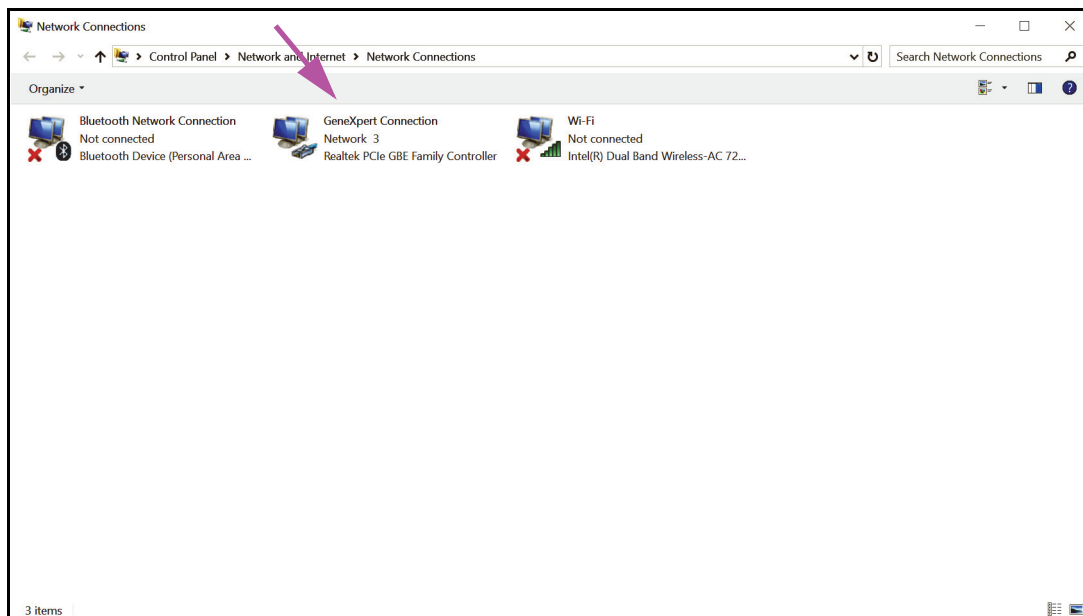 Network Connections
Control Panel > Network and Internet > Network Connections
Search Network Connections
Organize
Bluetooth Network Connection
Not connected
Bluetooth Device (Personal Area ...
GeneXpert Connection
Network 3
Realtek PCIe GBE Family Controller
Wi-Fi
Not connected
Intel(R) Dual Band Wireless-AC 72...
3 items